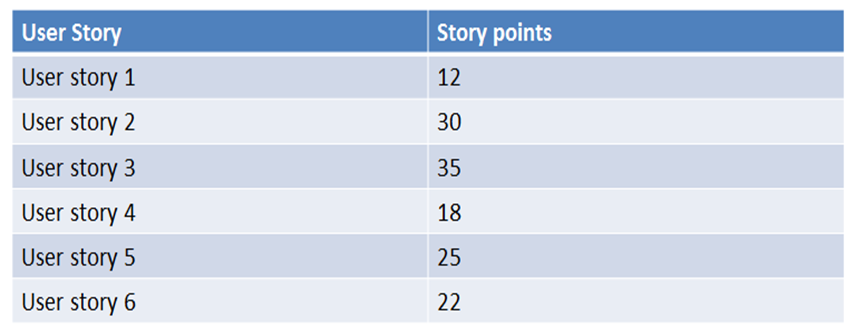 User Story Story points
User story 1 12
User story 2 30
User story 3 35
User story 4 18
User story 5 25
User story 6 22